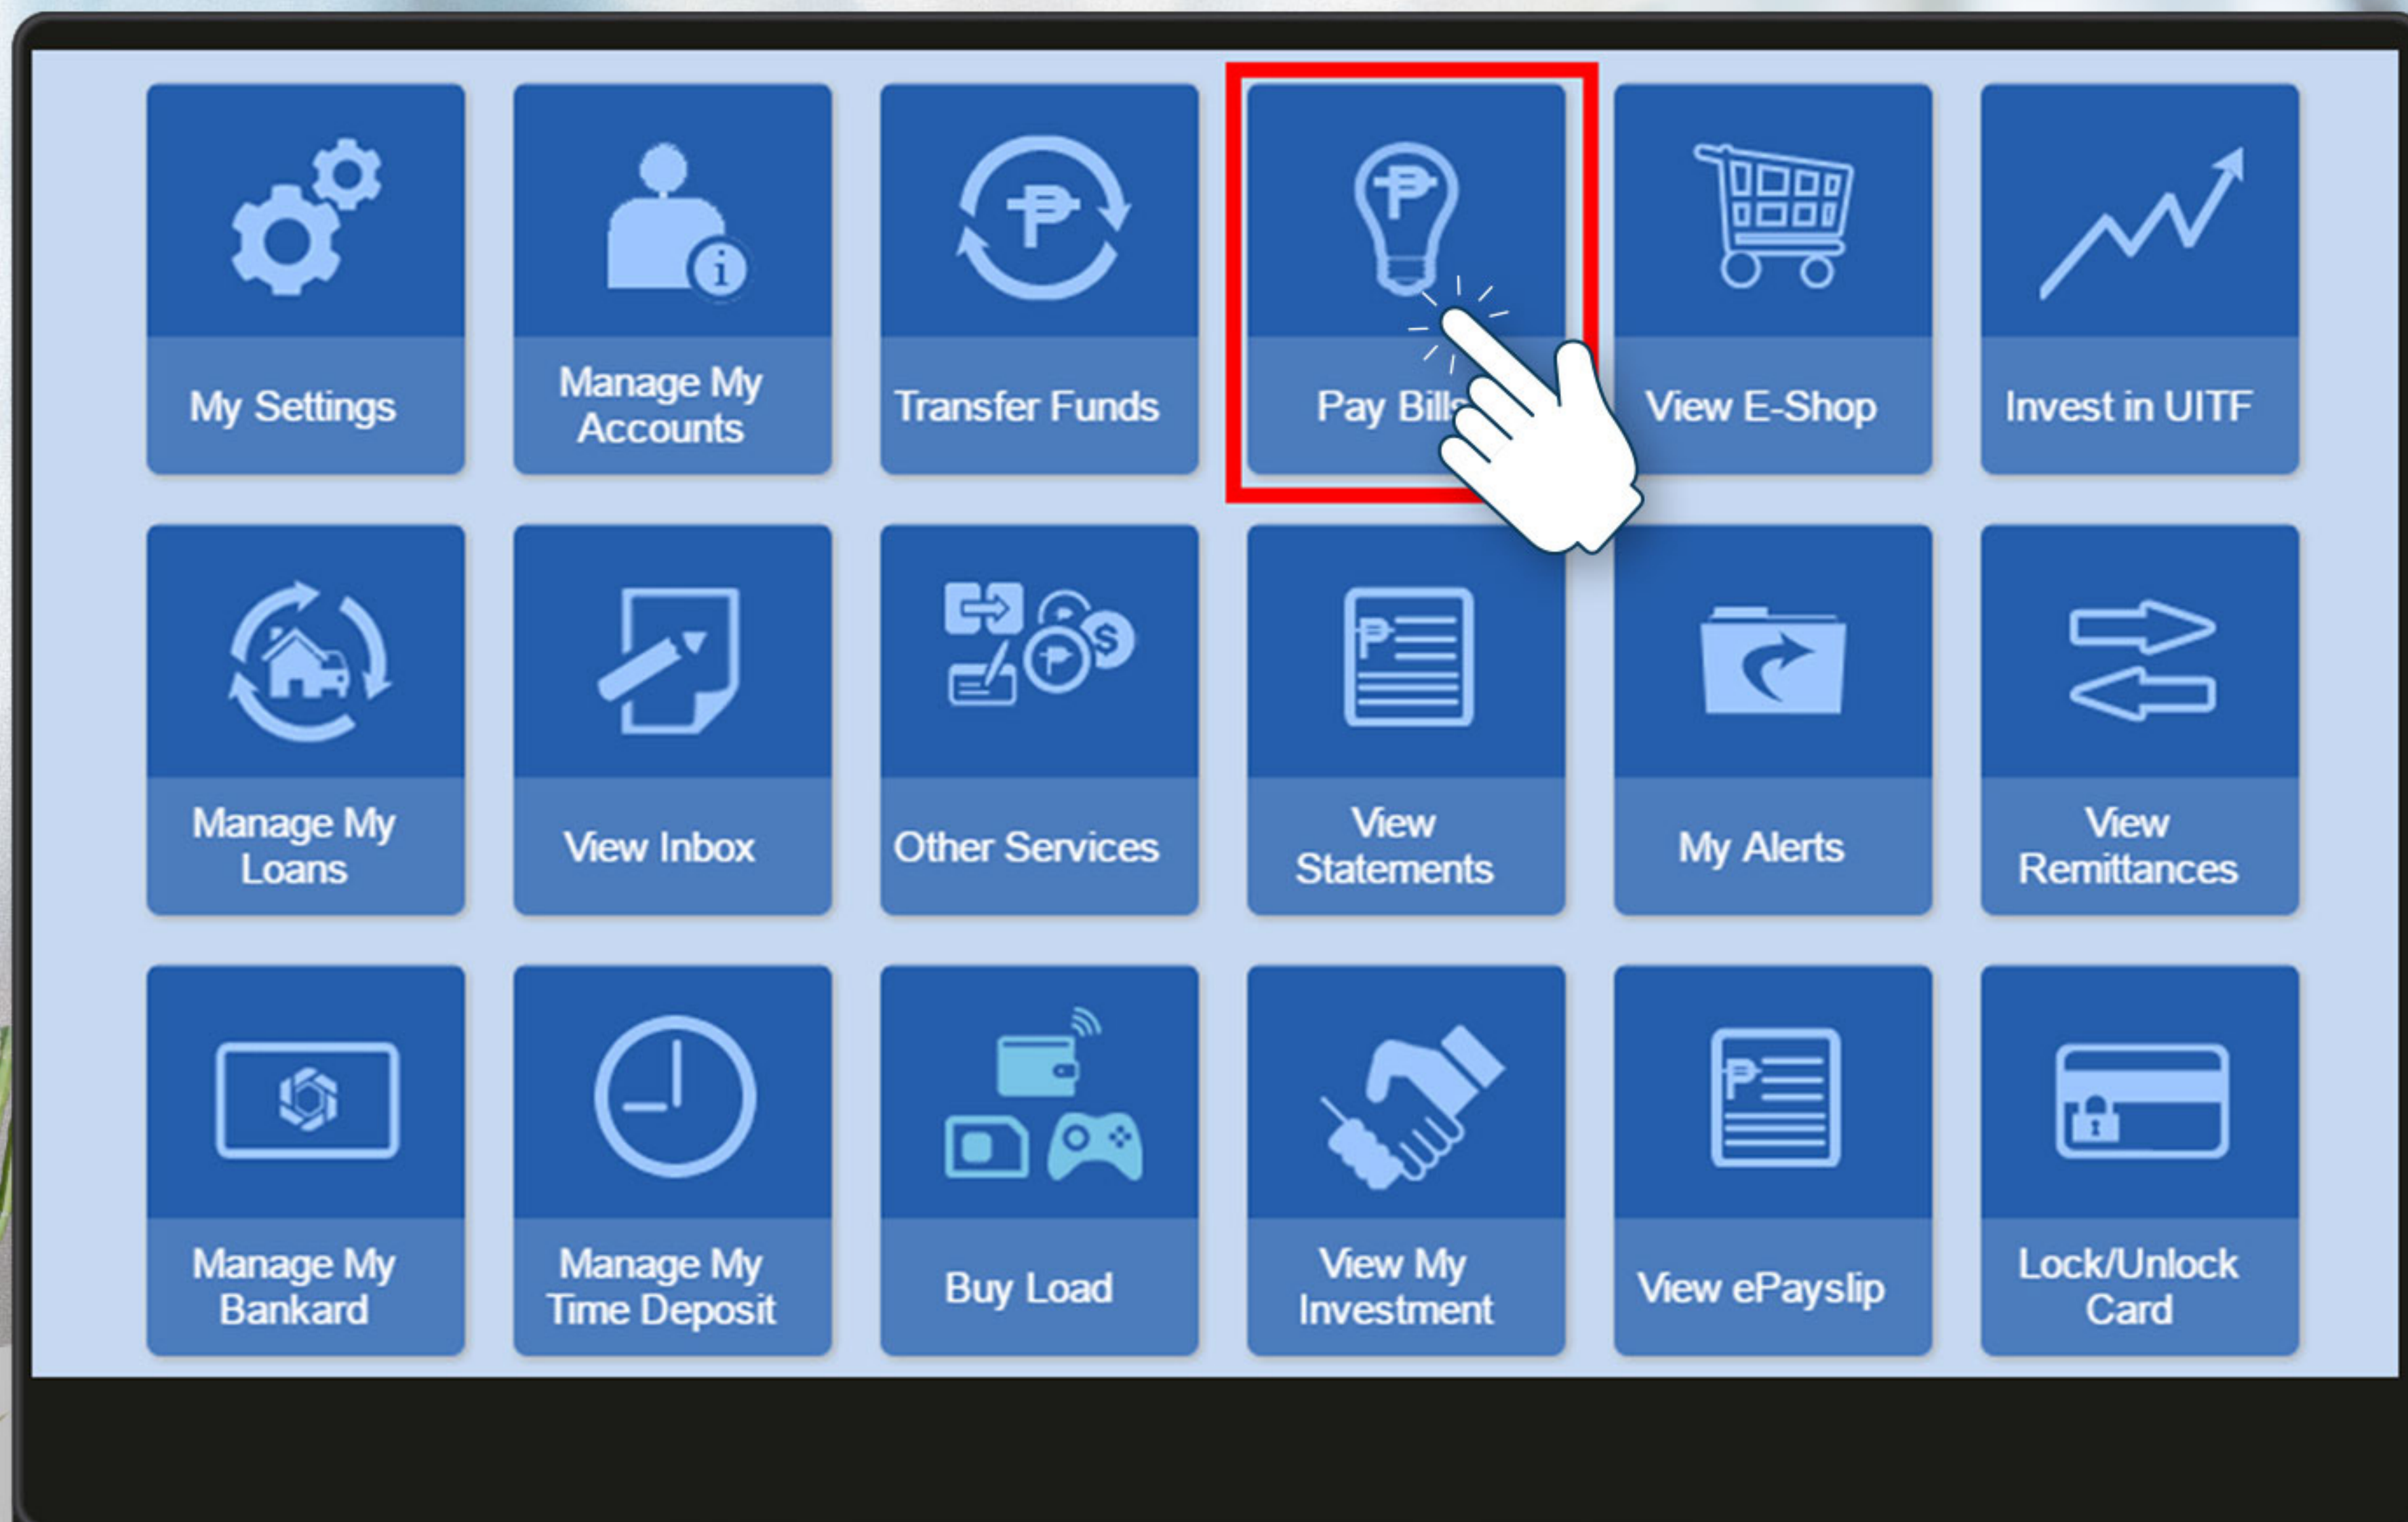 My Settings
Manage My
Accounts
Transfer Funds
Pay Bills
View E-Shop
Invest in UITF
Manage My
Loans
View Inbox
Other Services
View
Statements
My Alerts
View
Remittances
Manage My
Bankard
Manage My
Time Deposit
Buy Load
View My
Investment
View ePayslip
Lock/Unlock
Card